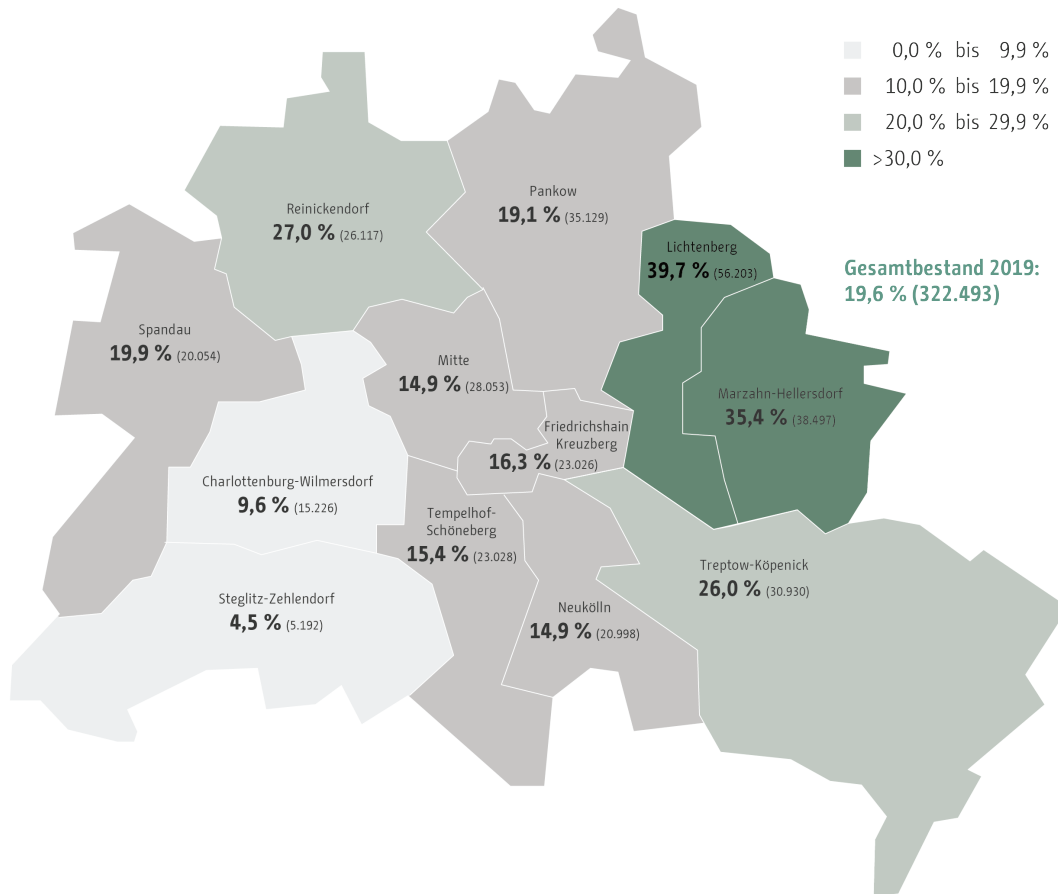 0,0 % bis 9,9 %
10,0 % bis 19,9 %
20,0 % bis 29,9 %
>30,0 %
Gesamtbestand 2019:
19,6 % (322.493)
Pankow
19,1 % (35.129)
Reinickendorf
27,0 % (26.117)
Lichtenberg
39,7 % (56.203)
Spandau
19,9 % (20.054)
Mitte
14,9 % (28.053)
Marzahn-Hellersdorf
35,4 % (38.497)
Friedrichshain
Kreuzberg
16,3 % (23.026)
Charlottenburg-Wilmersdorf
9,6 % (15.226)
Tempelhof-
Schöneberg
15,4 % (23.028)
Treptow-Köpenick
26,0 % (30.930)
Steglitz-Zehlendorf
4,5 % (5.192)
Neukölln
14,9 % (20.998)